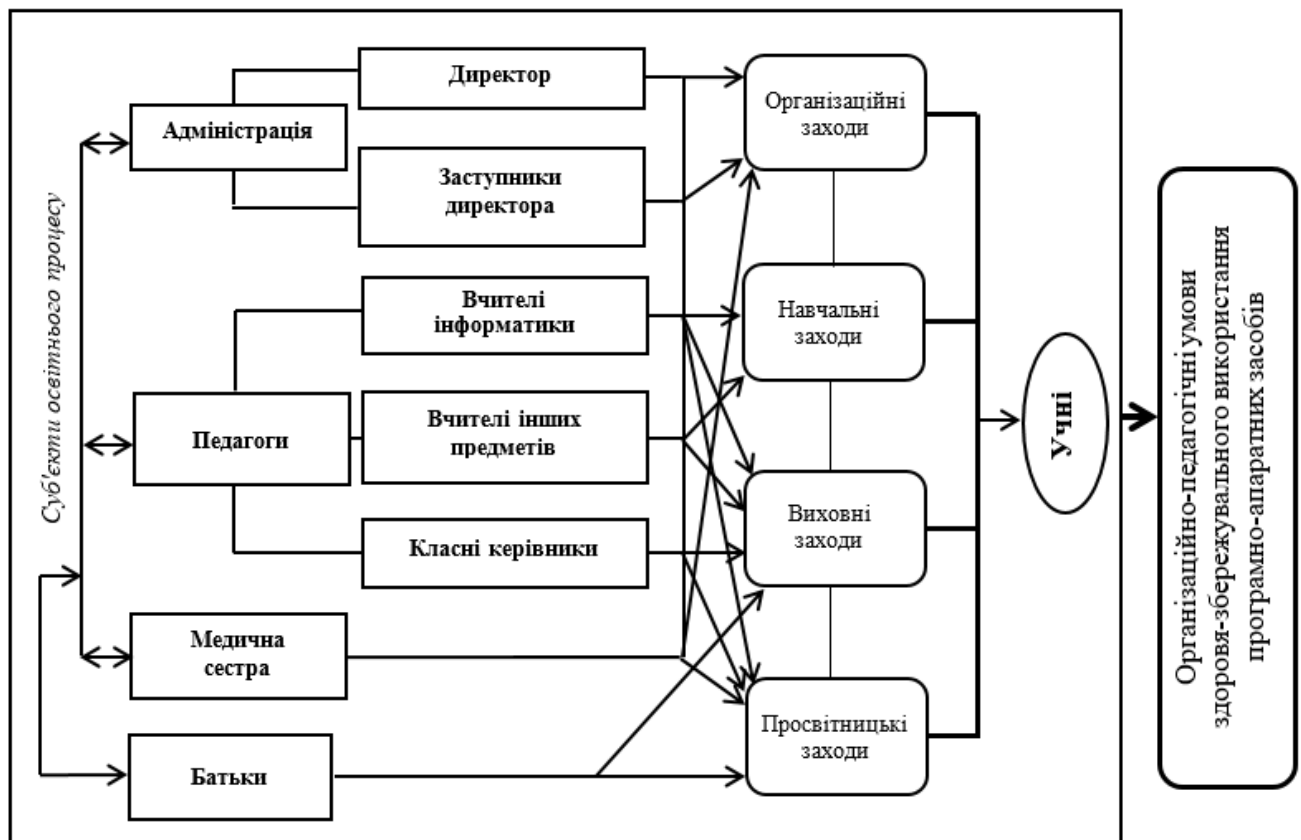 Суб'єкти освітнього процесу
Адміністрація
Директор
Заступники
директора
Педагоги
Вчителі
інформатики
Вчителі інших
предметів
Класні керівники
Медична
сестра
Батьки
Організаційні
заходи
Навчальні
заходи
Виховні
заходи
Просвітницькі
заходи
Учні
Організаційно-педагогічні умови
здоровя-збережувального використання
програмно-апаратних засобів